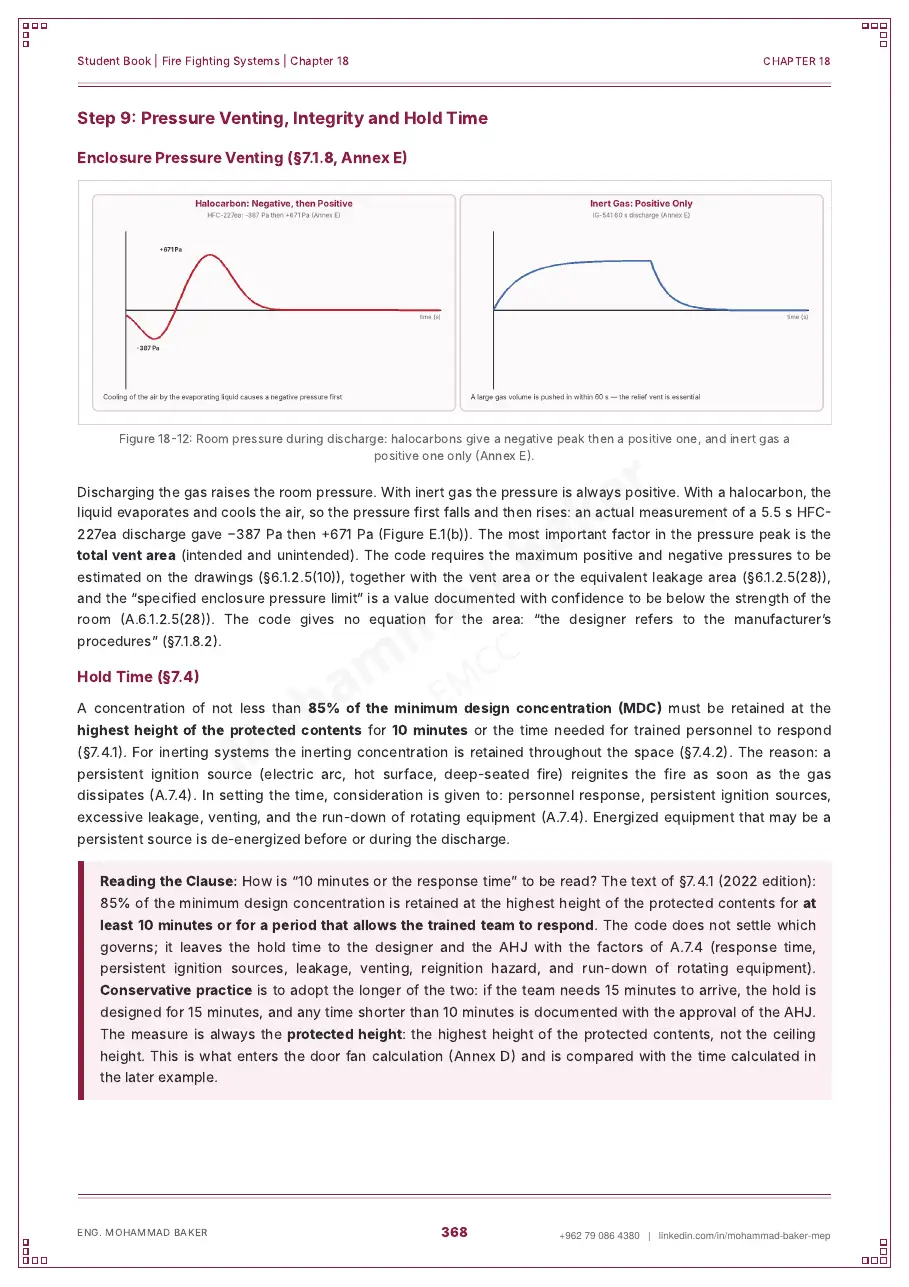 Student Book | Fire Fighting Systems | Chapter 18
CHAPTER 18
Step 9: Pressure Venting, Integrity and Hold Time
Enclosure Pressure Venting (§7.1.8, Annex E)
Halocarbon: Negative, then Positive
HFC-227ea: -387 Pa then +671 Pa (Annex E)
+671 Pa
time (s)
-387 Pa
Cooling of the air by the evaporating liquid causes a negative pressure first
Inert Gas: Positive Only
IG-541 60 s discharge (Annex E)
time (s)
A large gas volume is pushed in within 60 s — the relief vent is essential
Figure 18-12: Room pressure during discharge: halocarbons give a negative peak then a positive one, and inert gas a
positive one only (Annex E).
Discharging the gas raises the room pressure. With inert gas the pressure is always positive. With a halocarbon, the
liquid evaporates and cools the air, so the pressure first falls and then rises: an actual measurement of a 5.5 s HFC-
227ea discharge gave −387 Pa then +671 Pa (Figure E.1(b)). The most important factor in the pressure peak is the
total vent area (intended and unintended). The code requires the maximum positive and negative pressures to be
estimated on the drawings (§6.1.2.5(10)), together with the vent area or the equivalent leakage area (§6.1.2.5(28)),
and the “specified enclosure pressure limit” is a value documented with confidence to be below the strength of the
room (A.6.1.2.5(28)). The code gives no equation for the area: “the designer refers to the manufacturer’s
procedures” (§7.1.8.2).
Hold Time (§7.4)
A concentration of not less than 85% of the minimum design concentration (MDC) must be retained at the
highest height of the protected contents for 10 minutes or the time needed for trained personnel to respond
(§7.4.1). For inerting systems the inerting concentration is retained throughout the space (§7.4.2). The reason: a
persistent ignition source (electric arc, hot surface, deep-seated fire) reignites the fire as soon as the gas
dissipates (A.7.4). In setting the time, consideration is given to: personnel response, persistent ignition sources,
excessive leakage, venting, and the run-down of rotating equipment (A.7.4). Energized equipment that may be a
persistent source is de-energized before or during the discharge.
Reading the Clause: How is “10 minutes or the response time” to be read? The text of §7.4.1 (2022 edition):
85% of the minimum design concentration is retained at the highest height of the protected contents for at
least 10 minutes or for a period that allows the trained team to respond. The code does not settle which
governs; it leaves the hold time to the designer and the AHJ with the factors of A.7.4 (response time,
persistent ignition sources, leakage, venting, reignition hazard, and run-down of rotating equipment).
Conservative practice is to adopt the longer of the two: if the team needs 15 minutes to arrive, the hold is
designed for 15 minutes, and any time shorter than 10 minutes is documented with the approval of the AHJ.
The measure is always the protected height: the highest height of the protected contents, not the ceiling
height. This is what enters the door fan calculation (Annex D) and is compared with the time calculated in
the later example.
EMCC
ENG. MOHAMMAD BAKER
368
+962 79 086 4380 | linkedin.com/in/mohammad-baker-mep